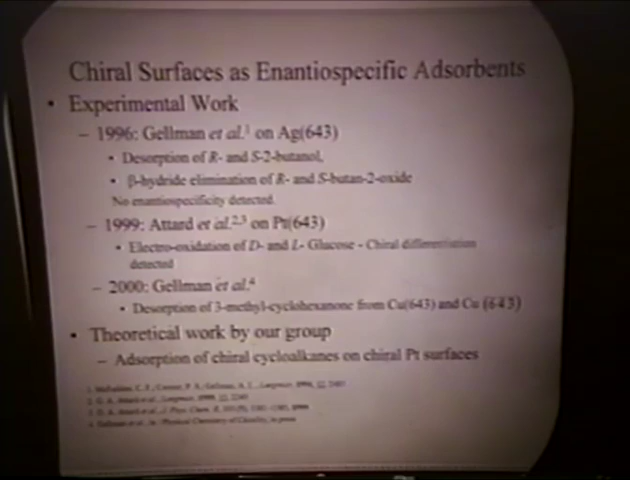 Chiral Surfaces as Enantiospecific Adsorbents
• Experimental Work
– 1996: Gellman et al.¹ on Ag(643)
• Desorption of R- and S-2-butanol,
• β-hydride elimination of R- and S-butan-2-oxide
No enantiospecificity detected.
– 1999: Attard et al.²,³ on Pt(643)
• Electro-oxidation of D- and L- Glucose - Chiral differentiation
detected
– 2000: Gellman et al.⁴
• Desorption of 3-methyl-cyclohexanone from Cu(643) and Cu (643)
• Theoretical work by our group
– Adsorption of chiral cycloalkanes on chiral Pt surfaces